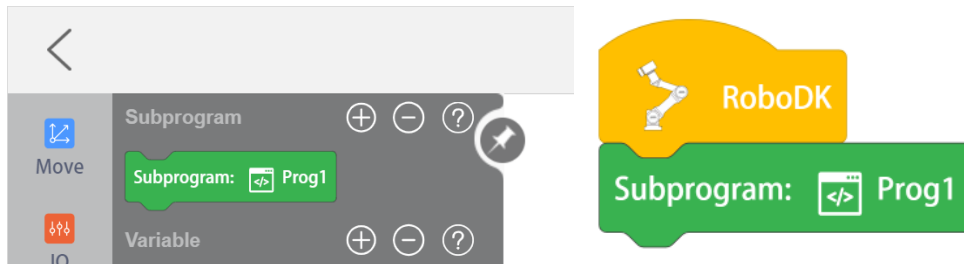 Subprogram
Move
Subprogram: </> Prog1
Variable
IO
RoboDK
Subprogram: </> Prog1